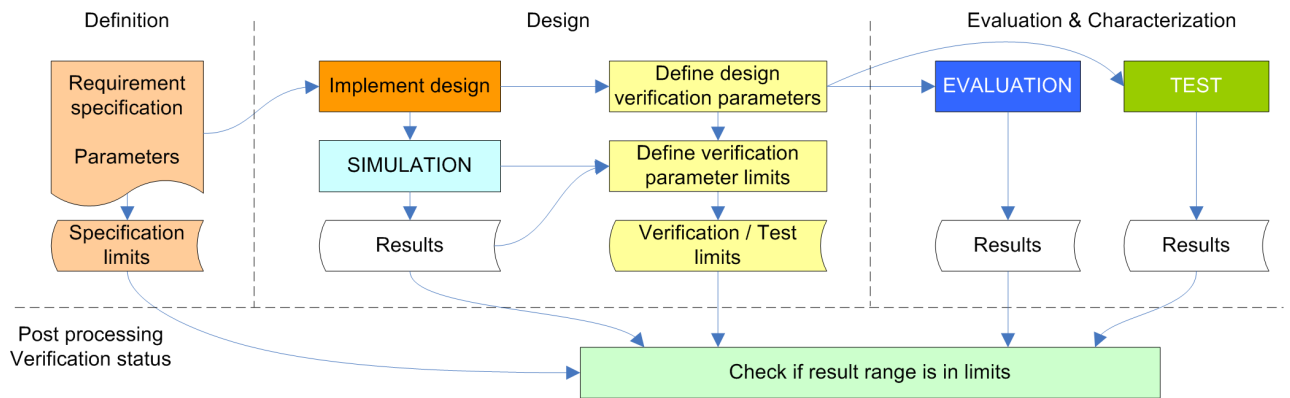 Definition
Design
Evaluation & Characterization
Requirement
specification
Parameters
Implement design
Define design
verification parameters
EVALUATION
TEST
SIMULATION
Define verification
parameter limits
Specification
limits
Results
Verification / Test
limits
Results
Results
Post processing
Verification status
Check if result range is in limits